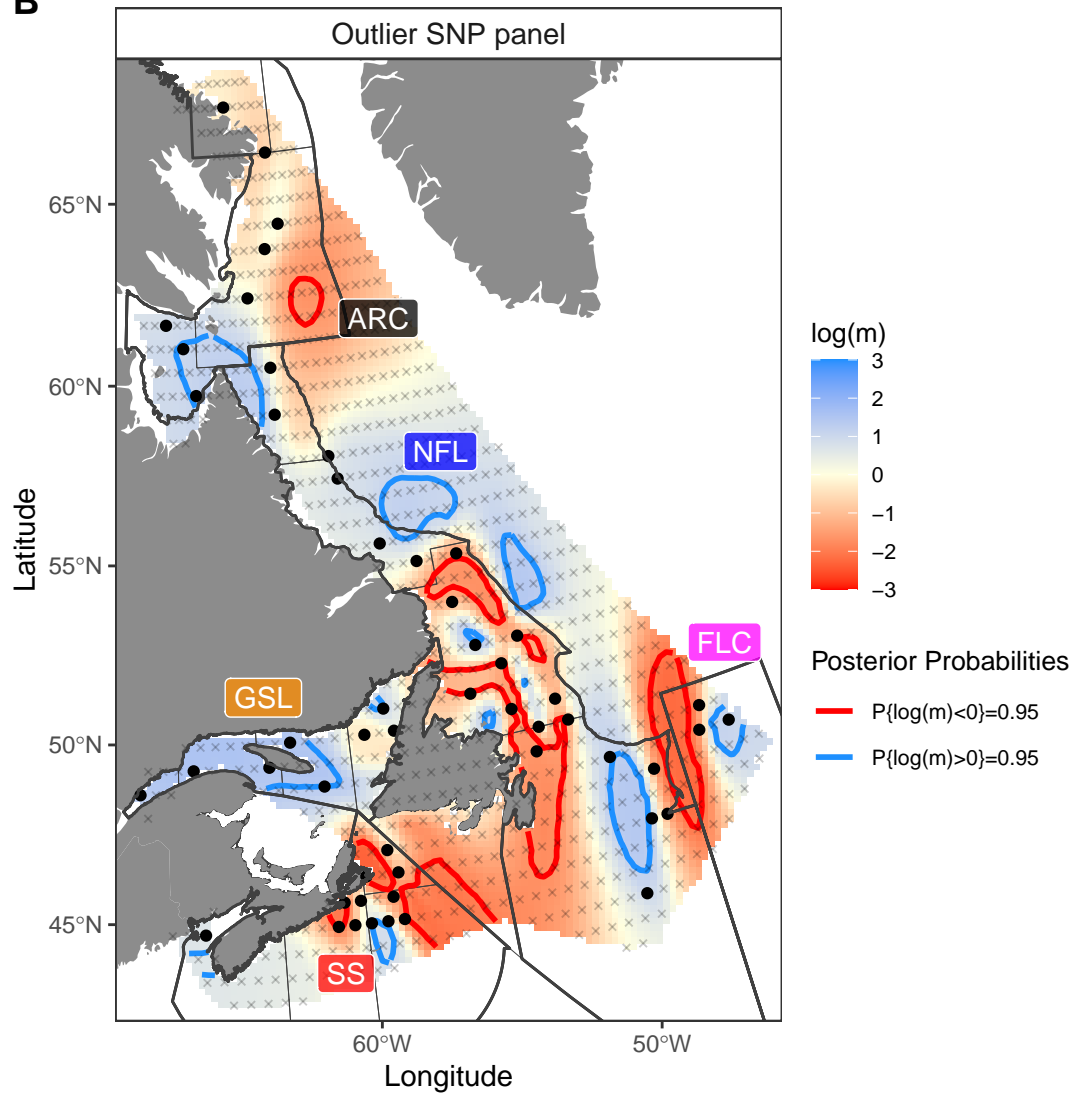 B
Outlier SNP panel
65°N
60°N
55°N
50°N
45°N
Latitude
60°W
50°W
Longitude
ARC
NFL
FLC
GSL
SS
log(m)
3
2
1
0
−1
−2
−3
Posterior Probabilities
P{log(m)<0}=0.95
P{log(m)>0}=0.95